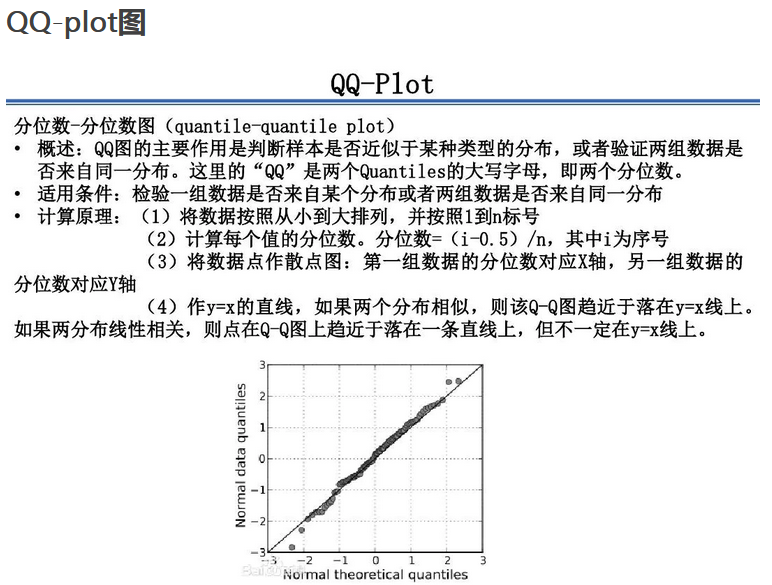 QQ-plot图
QQ-Plot
分位数-分位数图（quantile-quantile plot）
• 概述：QQ图的主要作用是判断样本是否近似于某种类型的分布，或者验证两组数据是
否来自同一分布。这里的“QQ”是两个Quantiles的大写字母，即两个分位数。
• 适用条件：检验一组数据是否来自某个分布或者两组数据是否来自同一分布
• 计算原理：（1）将数据按照从小到大排列，并按照1到n标号
（2）计算每个值的分位数。分位数=（i-0.5）/n，其中i为序号
（3）将数据点作散点图：第一组数据的分位数对应X轴，另一组数据的
分位数对应Y轴
（4）作y=x的直线，如果两个分布相似，则该Q-Q图趋近于落在y=x线上。
如果两分布线性相关，则点在Q-Q图上趋近于落在一条直线上，但不一定在y=x线上。
Normal data quantiles
3
2
1
0
−1
−2
−3
−3 −2 −1 0 1 2 3
Normal theoretical quantiles